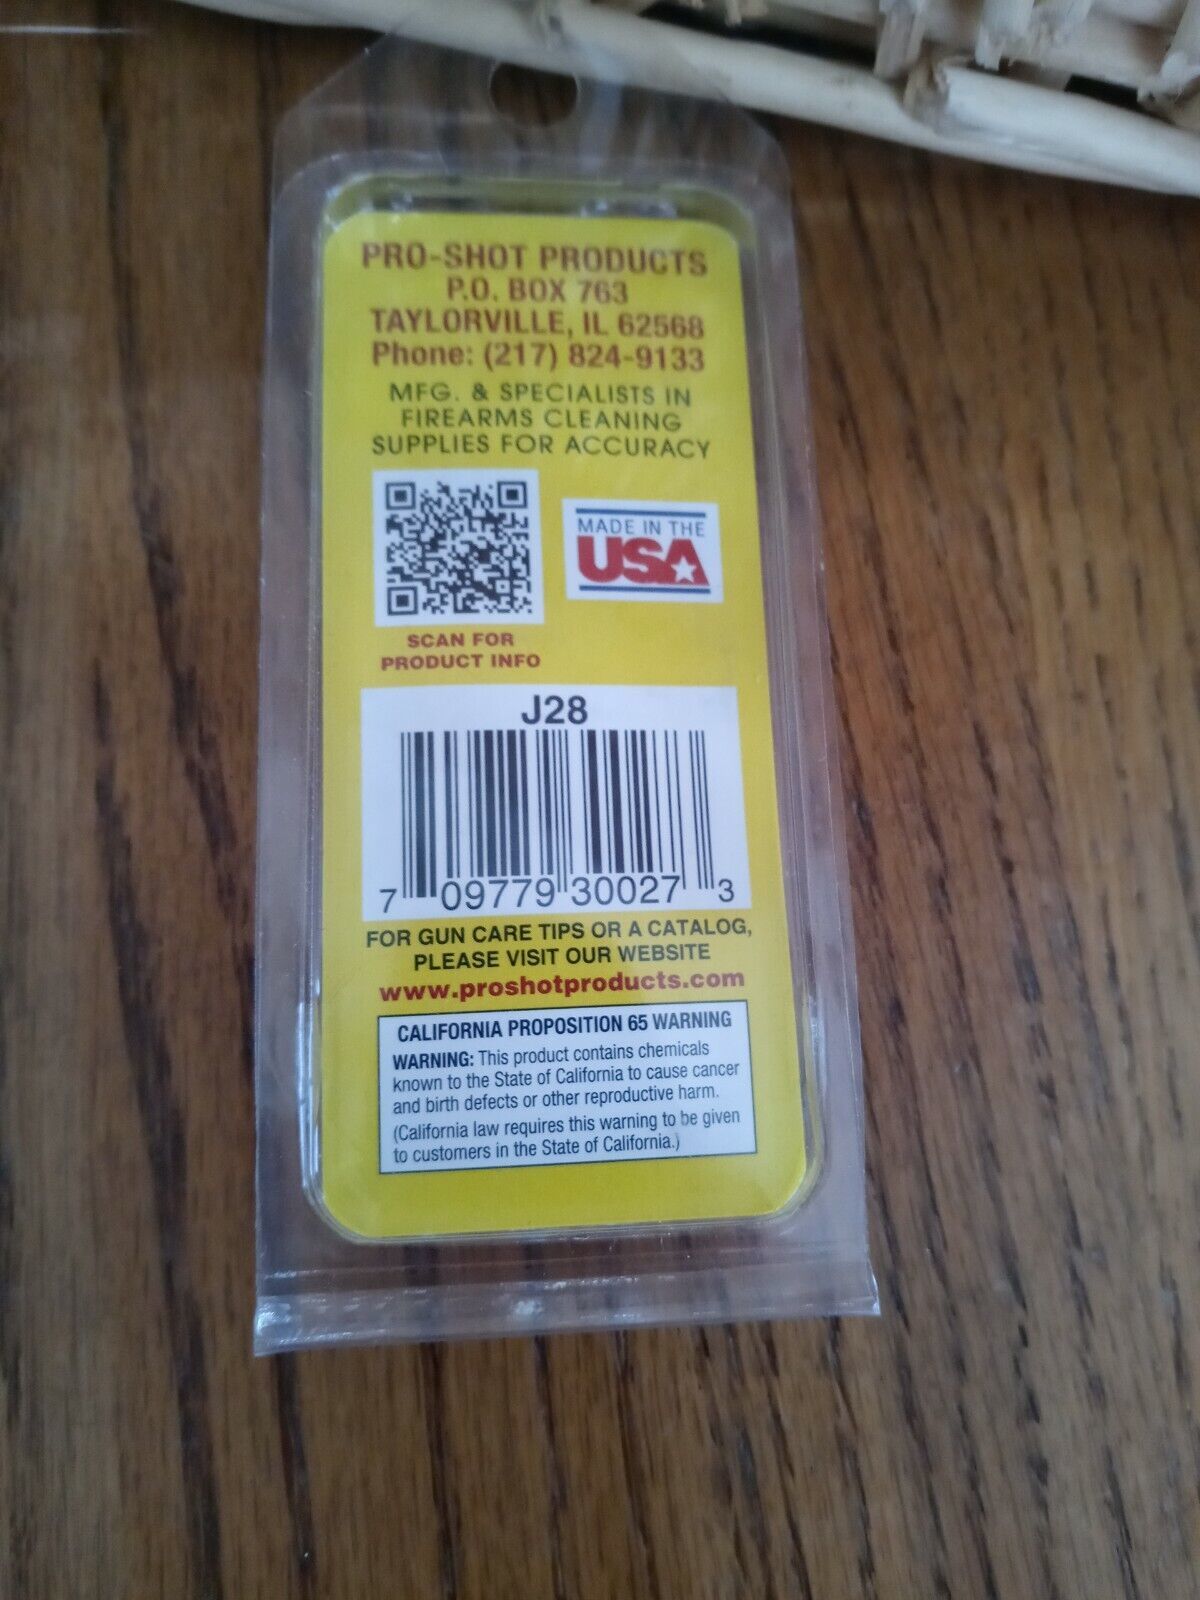 PRO-SHOT PRODUCTS
P.O. BOX 763
TAYLORVILLE, IL 62568
Phone: (217) 824-9133
MFG. & SPECIALISTS IN
FIREARMS CLEANING
SUPPLIES FOR ACCURACY
MADE IN THE
USA
SCAN FOR
PRODUCT INFO
J28
7 09779 30027 3
FOR GUN CARE TIPS OR A CATALOG,
PLEASE VISIT OUR WEBSITE
www.proshotproducts.com
CALIFORNIA PROPOSITION 65 WARNING
WARNING: This product contains chemicals
known to the State of California to cause cancer
and birth defects or other reproductive harm.
(California law requires this warning to be given
to customers in the State of California.)